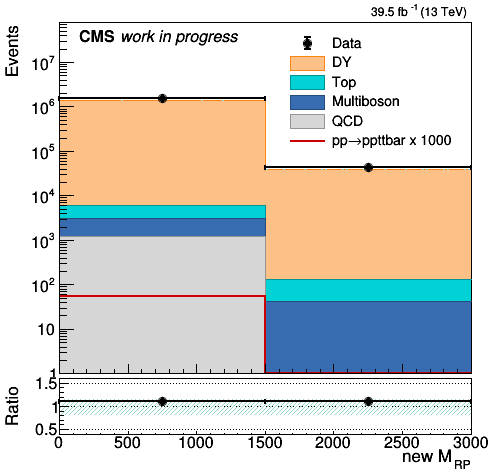 39.5 fb⁻¹ (13 TeV)
CMS work in progress
Events
Data
DY
Top
Multiboson
QCD
pp→ppttbar x 1000
10⁷
10⁶
10⁵
10⁴
10³
10²
10
1
Ratio
1.5
1
0.5
0 500 1000 1500 2000 2500 3000
new M_RP